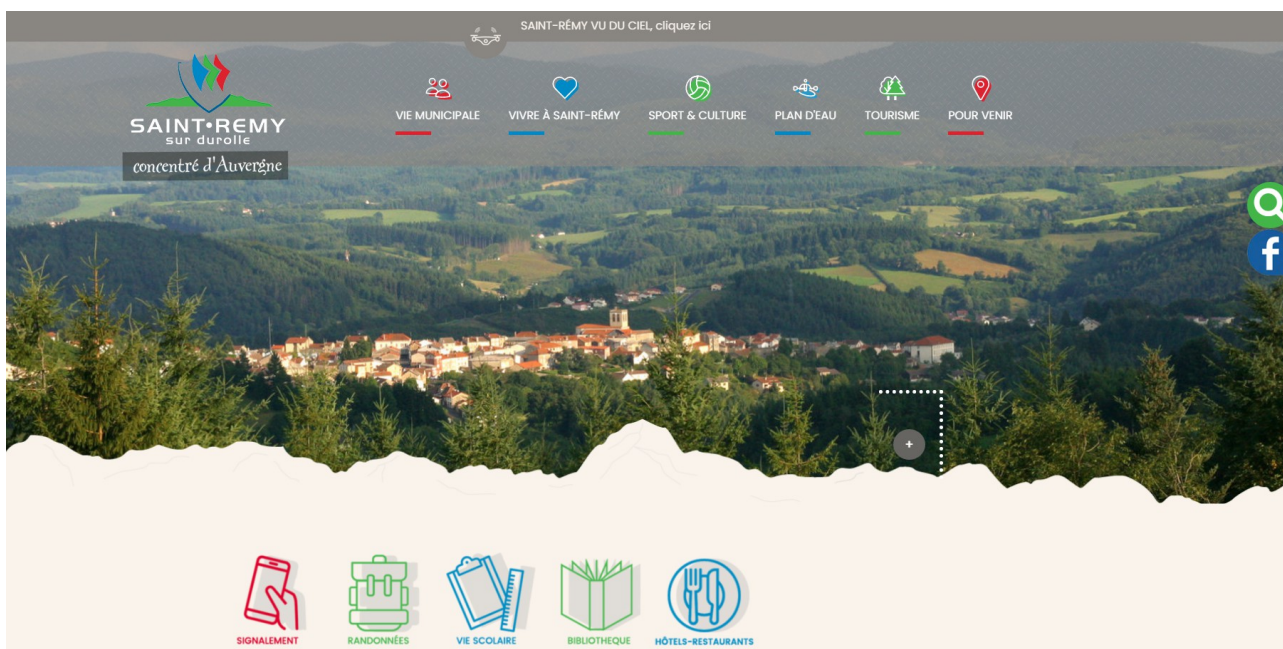 SAINT-RÉMY VU DU CIEL, cliquez ici
SAINT•REMY
sur durolle
concentré d'Auvergne
VIE MUNICIPALE
VIVRE À SAINT-RÉMY
SPORT & CULTURE
PLAN D'EAU
TOURISME
POUR VENIR
f
+
SIGNALEMENT
RANDONNÉES
VIE SCOLAIRE
BIBLIOTHEQUE
HÔTELS-RESTAURANTS